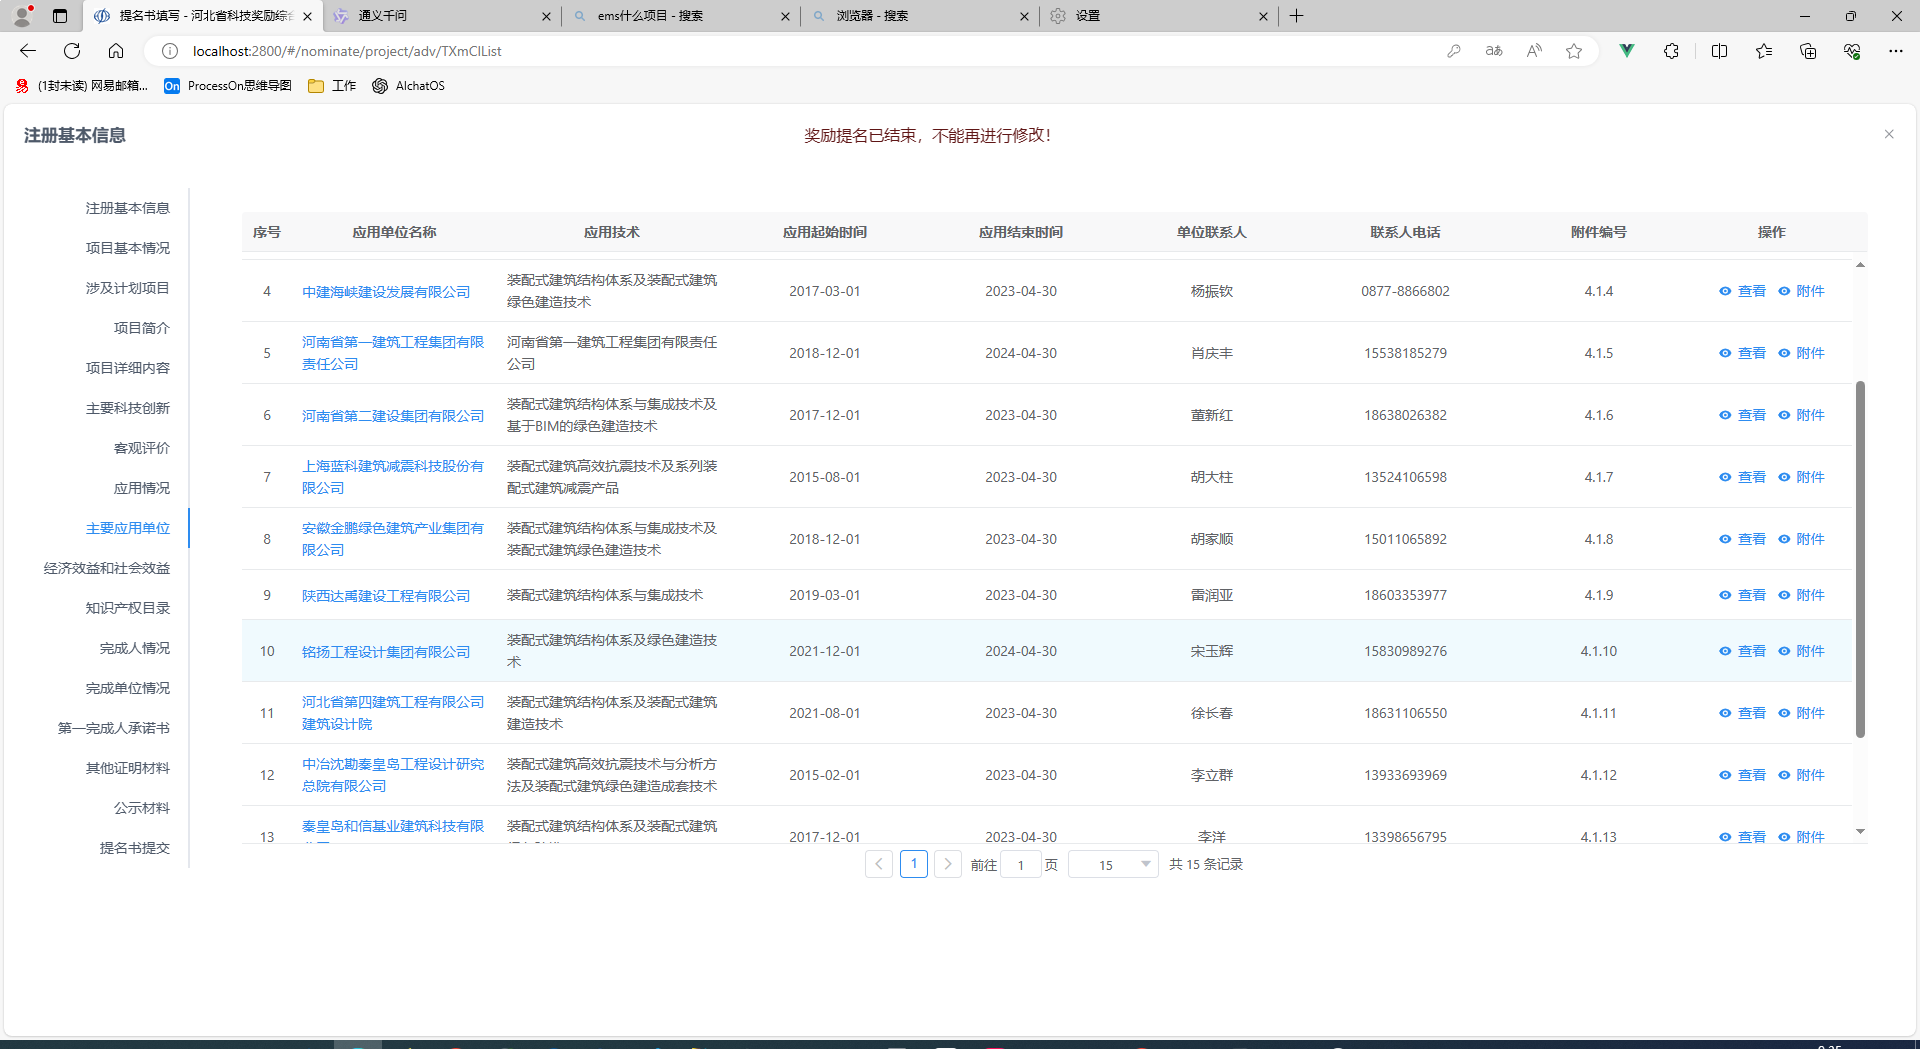 提名书填写 - 河北省科技奖励综合
通义千问
ems什么项目 - 搜索
浏览器 - 搜索
设置
localhost:2800/#/nominate/project/adv/TXmCIList
(1封未读) 网易邮箱...
On ProcessOn思维导图
工作
AIchatOS
注册基本信息
奖励提名已结束，不能再进行修改！
注册基本信息
项目基本情况
涉及计划项目
项目简介
项目详细内容
主要科技创新
客观评价
应用情况
主要应用单位
经济效益和社会效益
知识产权目录
完成人情况
完成单位情况
第一完成人承诺书
其他证明材料
公示材料
提名书提交
序号 应用单位名称 应用技术 应用起始时间 应用结束时间 单位联系人 联系人电话 附件编号 操作
4 中建海峡建设发展有限公司 装配式建筑结构体系及装配式建筑 2017-03-01 2023-04-30 杨振钦 0877-8866802 4.1.4 查看 附件
绿色建造技术
5 河南省第一建筑工程集团有限 河南省第一建筑工程集团有限责任 2018-12-01 2024-04-30 肖庆丰 15538185279 4.1.5 查看 附件
责任公司 公司
6 河南省第二建设集团有限公司 装配式建筑结构体系与集成技术及 2017-12-01 2023-04-30 董新红 18638026382 4.1.6 查看 附件
基于BIM的绿色建造技术
7 上海蓝科建筑减震科技股份有 装配式建筑高效抗震技术及系列装 2015-08-01 2023-04-30 胡大柱 13524106598 4.1.7 查看 附件
限公司 配式建筑减震产品
8 安徽金鹏绿色建筑产业集团有 装配式建筑结构体系与集成技术及 2018-12-01 2023-04-30 胡家顺 15011065892 4.1.8 查看 附件
限公司 装配式建筑绿色建造技术
9 陕西达禹建设工程有限公司 装配式建筑结构体系与集成技术 2019-03-01 2023-04-30 雷润亚 18603353977 4.1.9 查看 附件
10 铭扬工程设计集团有限公司 装配式建筑结构体系及绿色建造技 2021-12-01 2024-04-30 宋玉辉 15830989276 4.1.10 查看 附件
术
11 河北省第四建筑工程有限公司 装配式建筑结构体系及装配式建筑 2021-08-01 2023-04-30 徐长春 18631106550 4.1.11 查看 附件
建筑设计院 建造技术
12 中冶沈勘秦皇岛工程设计研究 装配式建筑高效抗震技术与分析方 2015-02-01 2023-04-30 李立群 13933693969 4.1.12 查看 附件
总院有限公司 法及装配式建筑绿色建造成套技术
13 秦皇岛和信基业建筑科技有限 装配式建筑结构体系及装配式建筑 2017-12-01 2023-04-30 李洋 13398656795 4.1.13 查看 附件
1 前往 1 页 15 共 15 条记录